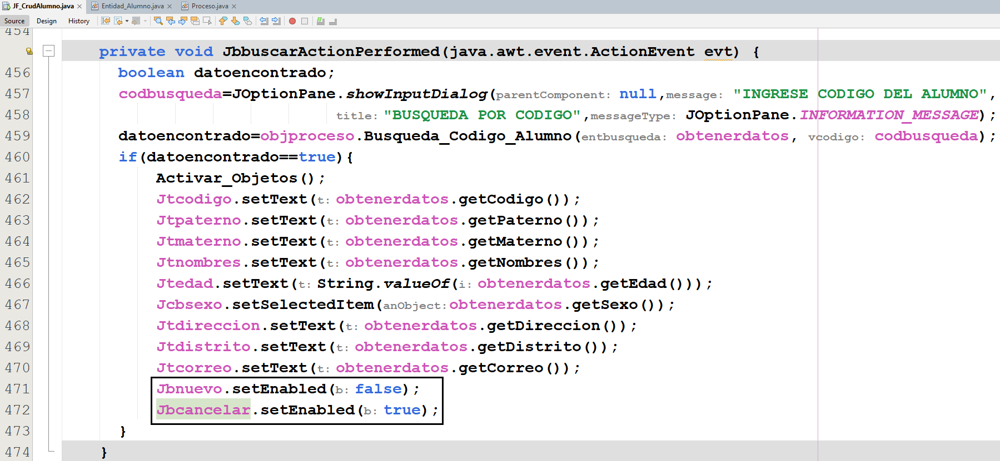 JF_CrudAlumno.java Entidad_Alumno.java Proceso.java
Source Design History
454
private void JbbuscarActionPerformed(java.awt.event.ActionEvent evt) {
456 boolean datoencontrado;
457 codbusqueda=JOptionPane.showInputDialog(parentComponent: null,message: "INGRESE CODIGO DEL ALUMNO",
458 title: "BUSQUEDA POR CODIGO",messageType: JOptionPane.INFORMATION_MESSAGE);
459 datoencontrado=objproceso.Busqueda_Codigo_Alumno(entbusqueda: obtenerdatos, vcodigo: codbusqueda);
460 if(datoencontrado==true){
461 Activar_Objetos();
462 Jtcodigo.setText(t: obtenerdatos.getCodigo());
463 Jtpaterno.setText(t: obtenerdatos.getPaterno());
464 Jtmaterno.setText(t: obtenerdatos.getMaterno());
465 Jtnombres.setText(t: obtenerdatos.getNombres());
466 Jtedad.setText(t: String.valueOf(i: obtenerdatos.getEdad()));
467 Jcbsexo.setSelectedItem(anObject: obtenerdatos.getSexo());
468 Jtdireccion.setText(t: obtenerdatos.getDireccion());
469 Jtdistrito.setText(t: obtenerdatos.getDistrito());
470 Jtcorreo.setText(t: obtenerdatos.getCorreo());
471 Jbnuevo.setEnabled(b: false);
472 Jbcancelar.setEnabled(b: true);
473 }
474 }